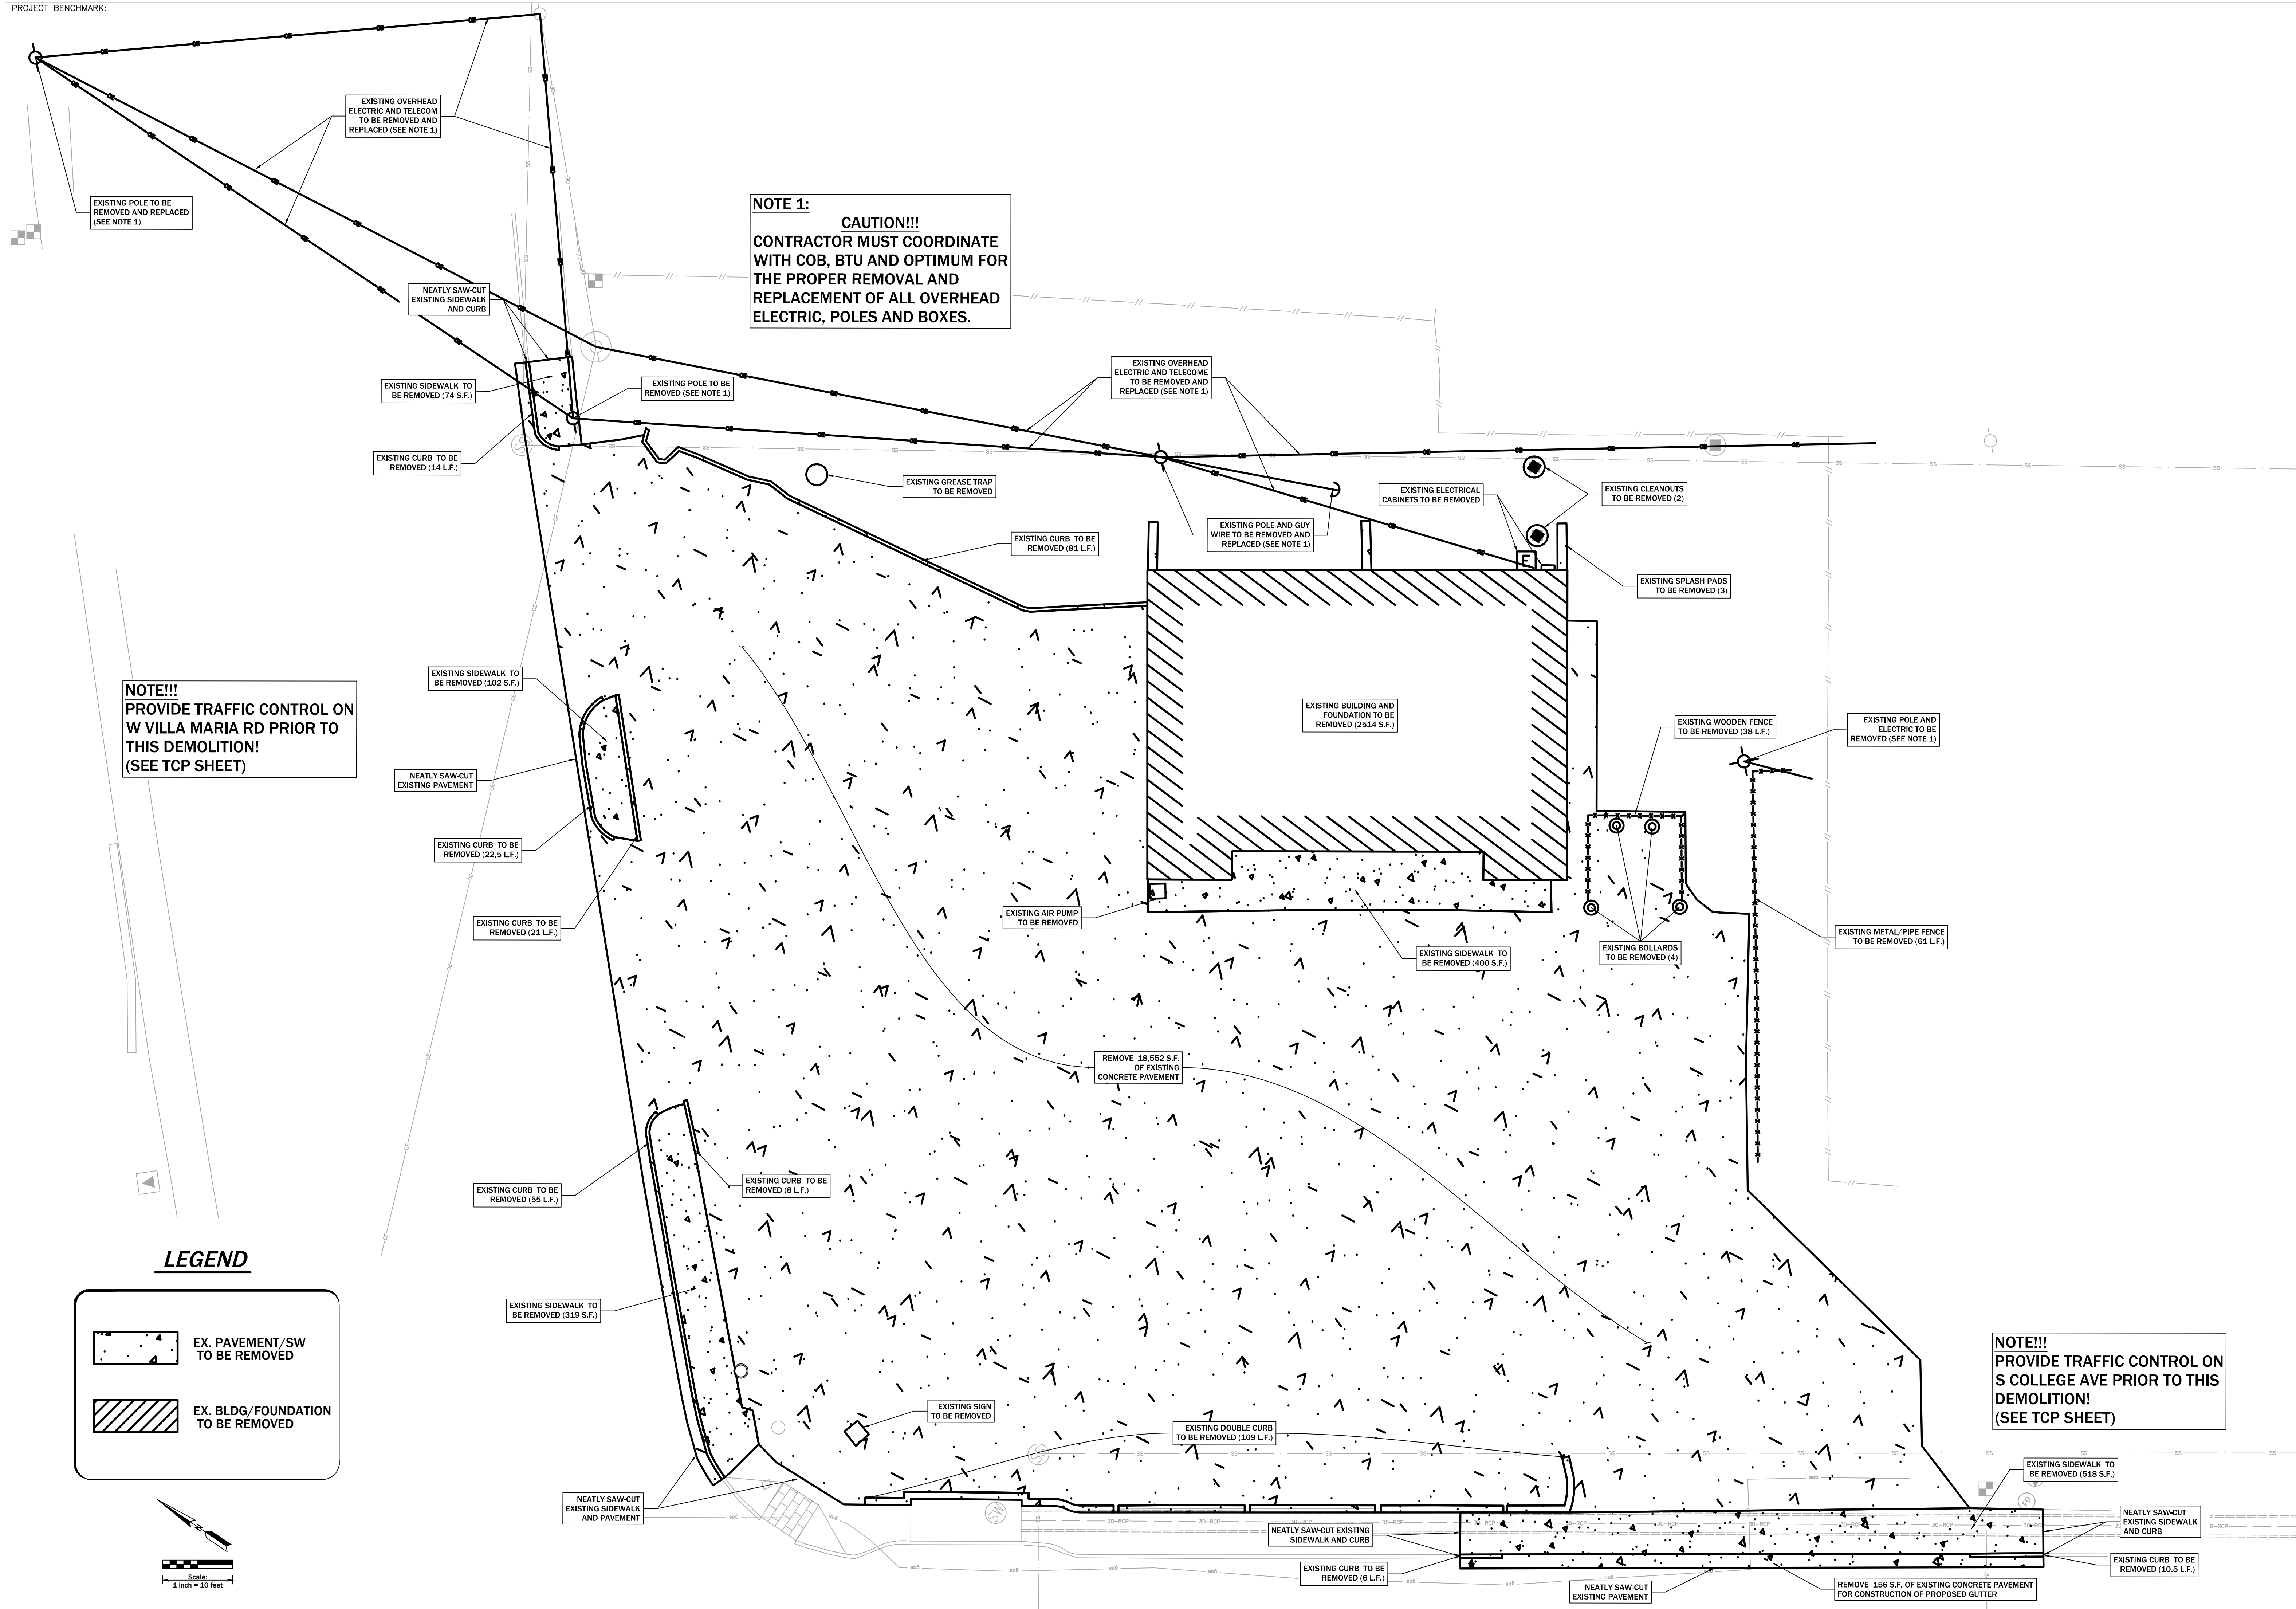 PROJECT BENCHMARK:
EXISTING OVERHEAD
ELECTRIC AND TELECOM
TO BE REMOVED AND
REPLACED (SEE NOTE 1)
EXISTING POLE TO BE
REMOVED AND REPLACED
(SEE NOTE 1)
NOTE 1:
CAUTION!!!
CONTRACTOR MUST COORDINATE
WITH COB, BTU AND OPTIMUM FOR
THE PROPER REMOVAL AND
REPLACEMENT OF ALL OVERHEAD
ELECTRIC, POLES AND BOXES.
NEATLY SAW-CUT
EXISTING SIDEWALK
AND CURB
EXISTING SIDEWALK TO
BE REMOVED (74 S.F.)
EXISTING POLE TO BE
REMOVED (SEE NOTE 1)
EXISTING OVERHEAD
ELECTRIC AND TELECOME
TO BE REMOVED AND
REPLACED (SEE NOTE 1)
EXISTING CURB TO BE
REMOVED (14 L.F.)
EXISTING GREASE TRAP
TO BE REMOVED
EXISTING ELECTRICAL
CABINETS TO BE REMOVED
EXISTING CLEANOUTS
TO BE REMOVED (2)
EXISTING CURB TO BE
REMOVED (81 L.F.)
EXISTING POLE AND GUY
WIRE TO BE REMOVED AND
REPLACED (SEE NOTE 1)
E
EXISTING SPLASH PADS
TO BE REMOVED (3)
NOTE!!!
PROVIDE TRAFFIC CONTROL ON
W VILLA MARIA RD PRIOR TO
THIS DEMOLITION!
(SEE TCP SHEET)
EXISTING SIDEWALK TO
BE REMOVED (102 S.F.)
EXISTING BUILDING AND
FOUNDATION TO BE
REMOVED (2514 S.F.)
EXISTING WOODEN FENCE
TO BE REMOVED (38 L.F.)
EXISTING POLE AND
ELECTRIC TO BE
REMOVED (SEE NOTE 1)
NEATLY SAW-CUT
EXISTING PAVEMENT
EXISTING CURB TO BE
REMOVED (22.5 L.F.)
EXISTING CURB TO BE
REMOVED (21 L.F.)
EXISTING AIR PUMP
TO BE REMOVED
EXISTING SIDEWALK TO
BE REMOVED (400 S.F.)
EXISTING BOLLARDS
TO BE REMOVED (4)
EXISTING METAL/PIPE FENCE
TO BE REMOVED (61 L.F.)
REMOVE 18,552 S.F.
OF EXISTING
CONCRETE PAVEMENT
EXISTING CURB TO BE
REMOVED (55 L.F.)
EXISTING CURB TO BE
REMOVED (8 L.F.)
LEGEND
EX. PAVEMENT/SW
TO BE REMOVED
EX. BLDG/FOUNDATION
TO BE REMOVED
EXISTING SIDEWALK TO
BE REMOVED (319 S.F.)
NOTE!!!
PROVIDE TRAFFIC CONTROL ON
S COLLEGE AVE PRIOR TO THIS
DEMOLITION!
(SEE TCP SHEET)
EXISTING SIGN
TO BE REMOVED
EXISTING DOUBLE CURB
TO BE REMOVED (109 L.F.)
EXISTING SIDEWALK TO
BE REMOVED (518 S.F.)
NEATLY SAW-CUT
EXISTING SIDEWALK
AND PAVEMENT
NEATLY SAW-CUT EXISTING
SIDEWALK AND CURB
NEATLY SAW-CUT
EXISTING SIDEWALK
AND CURB
EXISTING CURB TO BE
REMOVED (6 L.F.)
EXISTING CURB TO BE
REMOVED (10.5 L.F.)
NEATLY SAW-CUT
EXISTING PAVEMENT
REMOVE 156 S.F. OF EXISTING CONCRETE PAVEMENT
FOR CONSTRUCTION OF PROPOSED GUTTER
Scale:
1 inch = 10 feet